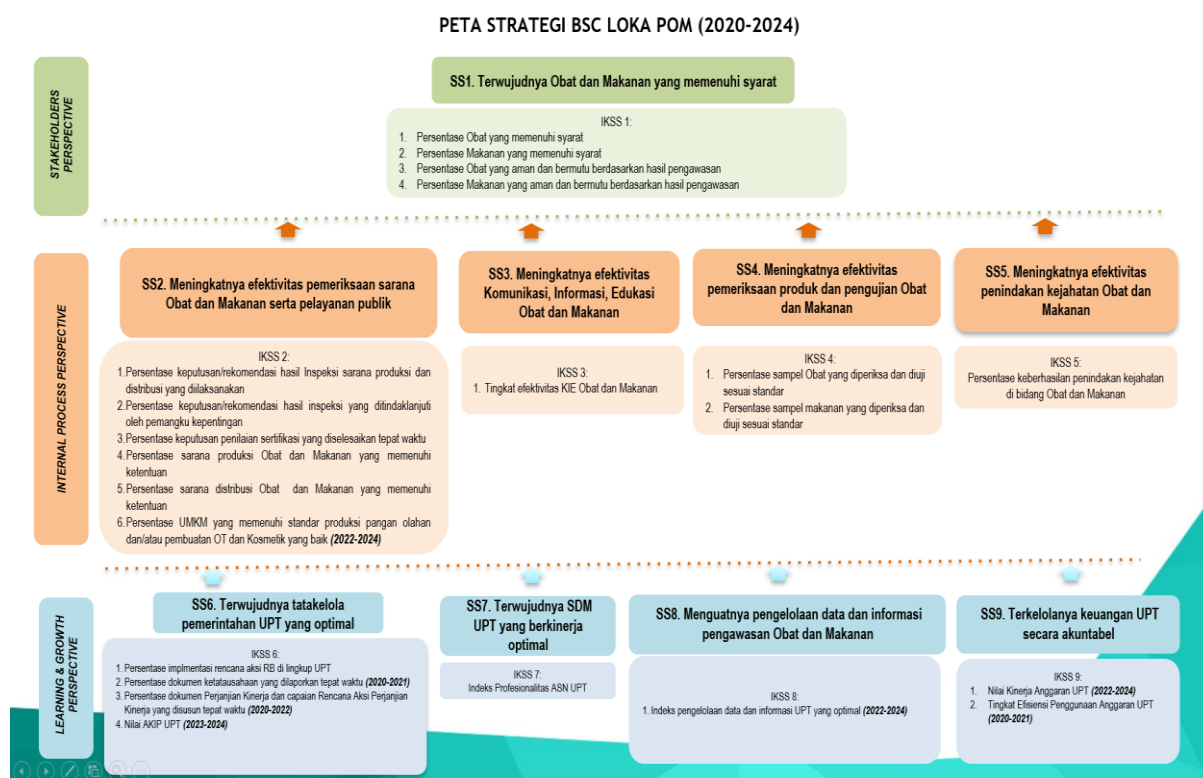 PETA STRATEGI BSC LOKA POM (2020-2024)
STAKEHOLDERS
PERSPECTIVE
SS1. Terwujudnya Obat dan Makanan yang memenuhi syarat
IKSS 1:
1. Persentase Obat yang memenuhi syarat
2. Persentase Makanan yang memenuhi syarat
3. Persentase Obat yang aman dan bermutu berdasarkan hasil pengawasan
4. Persentase Makanan yang aman dan bermutu berdasarkan hasil pengawasan
INTERNAL PROCESS PERSPECTIVE
SS2. Meningkatnya efektivitas pemeriksaan sarana
Obat dan Makanan serta pelayanan publik
IKSS 2:
1. Persentase keputusan/rekomendasi hasil Inspeksi sarana produksi dan
distribusi yang diilaksanakan
2. Persentase keputusan/rekomendasi hasil inspeksi yang ditindaklanjuti
oleh pemangku kepentingan
3. Persentase keputusan penilaian sertifikasi yang diselesaikan tepat waktu
4. Persentase sarana produksi Obat dan Makanan yang memenuhi
ketentuan
5. Persentase sarana distribusi Obat dan Makanan yang memenuhi
ketentuan
6. Persentase UMKM yang memenuhi standar produksi pangan olahan
dan/atau pembuatan OT dan Kosmetik yang baik (2022-2024)
SS3. Meningkatnya efektivitas
Komunikasi, Informasi, Edukasi
Obat dan Makanan
IKSS 3:
1. Tingkat efektivitas KIE Obat dan Makanan
SS4. Meningkatnya efektivitas
pemeriksaan produk dan pengujian Obat
dan Makanan
IKSS 4:
1. Persentase sampel Obat yang diperiksa dan diuji
sesuai standar
2. Persentase sampel makanan yang diperiksa dan
diuji sesuai standar
SS5. Meningkatnya efektivitas
penindakan kejahatan Obat dan
Makanan
IKSS 5:
Persentase keberhasilan penindakan kejahatan
di bidang Obat dan Makanan
LEARNING & GROWTH
PERSPECTIVE
SS6. Terwujudnya tatakelola
pemerintahan UPT yang optimal
IKSS 6:
1. Persentase implmentasi rencana aksi RB di lingkup UPT
2. Persentase dokumen ketatausahaan yang dilaporkan tepat waktu (2020-2021)
3. Persentase dokumen Perjanjian Kinerja dan capaian Rencana Aksi Perjanjian
Kinerja yang disusun tepat waktu (2020-2022)
4. Nilai AKIP UPT (2023-2024)
SS7. Terwujudnya SDM
UPT yang berkinerja
optimal
IKSS 7:
Indeks Profesionalitas ASN UPT
SS8. Menguatnya pengelolaan data dan informasi
pengawasan Obat dan Makanan
IKSS 8:
1. Indeks pengelolaan data dan informasi UPT yang optimal (2022-2024)
SS9. Terkelolanya keuangan UPT
secara akuntabel
IKSS 9:
1. Nilai Kinerja Anggaran UPT (2022-2024)
2. Tingkat Efisiensi Penggunaan Anggaran UPT
(2020-2021)